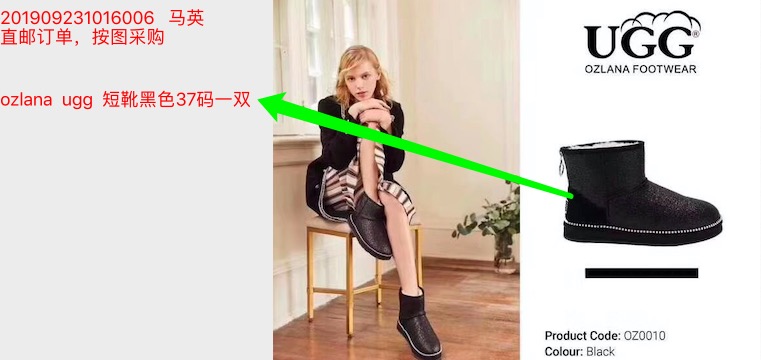 201909231016006 马英
直邮订单，按图采购
ozlana ugg 短靴黑色37码一双
UGG®
OZLANA FOOTWEAR
Product Code: OZ0010
Colour: Black